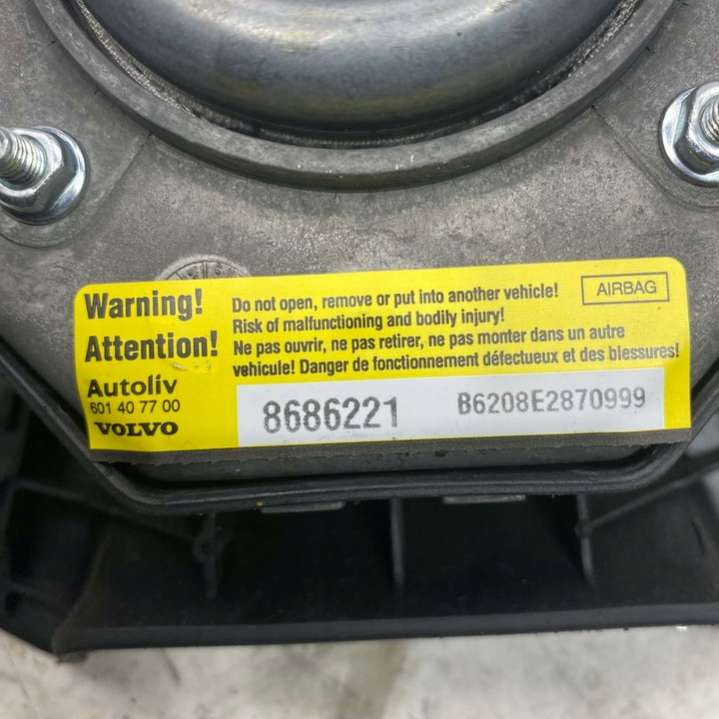 Warning!
Attention!
Autoliv
601 40 77 00
VOLVO
Do not open, remove or put into another vehicle!
Risk of malfunctioning and bodily injury!
Ne pas ouvrir, ne pas retirer, ne pas monter dans un autre
vehicule! Danger de fonctionnement défectueux et des blessures!
AIRBAG
8686221
B6208E2870999